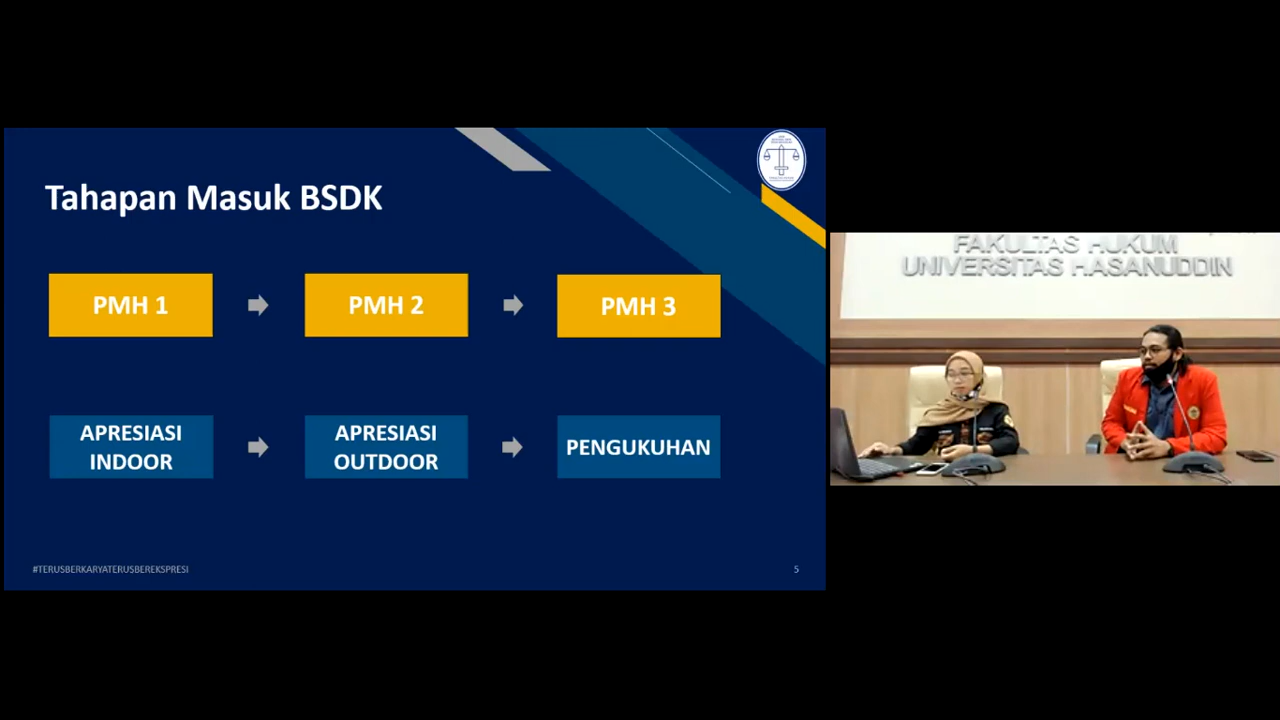 Tahapan Masuk BSDK
PMH 1
PMH 2
PMH 3
APRESIASI
INDOOR
APRESIASI
OUTDOOR
PENGUKUHAN
#TERUSBERKARYATERUSBEREKSPRESI
5
FAKULTAS HUKUM
UNIVERSITAS HASANUDDIN